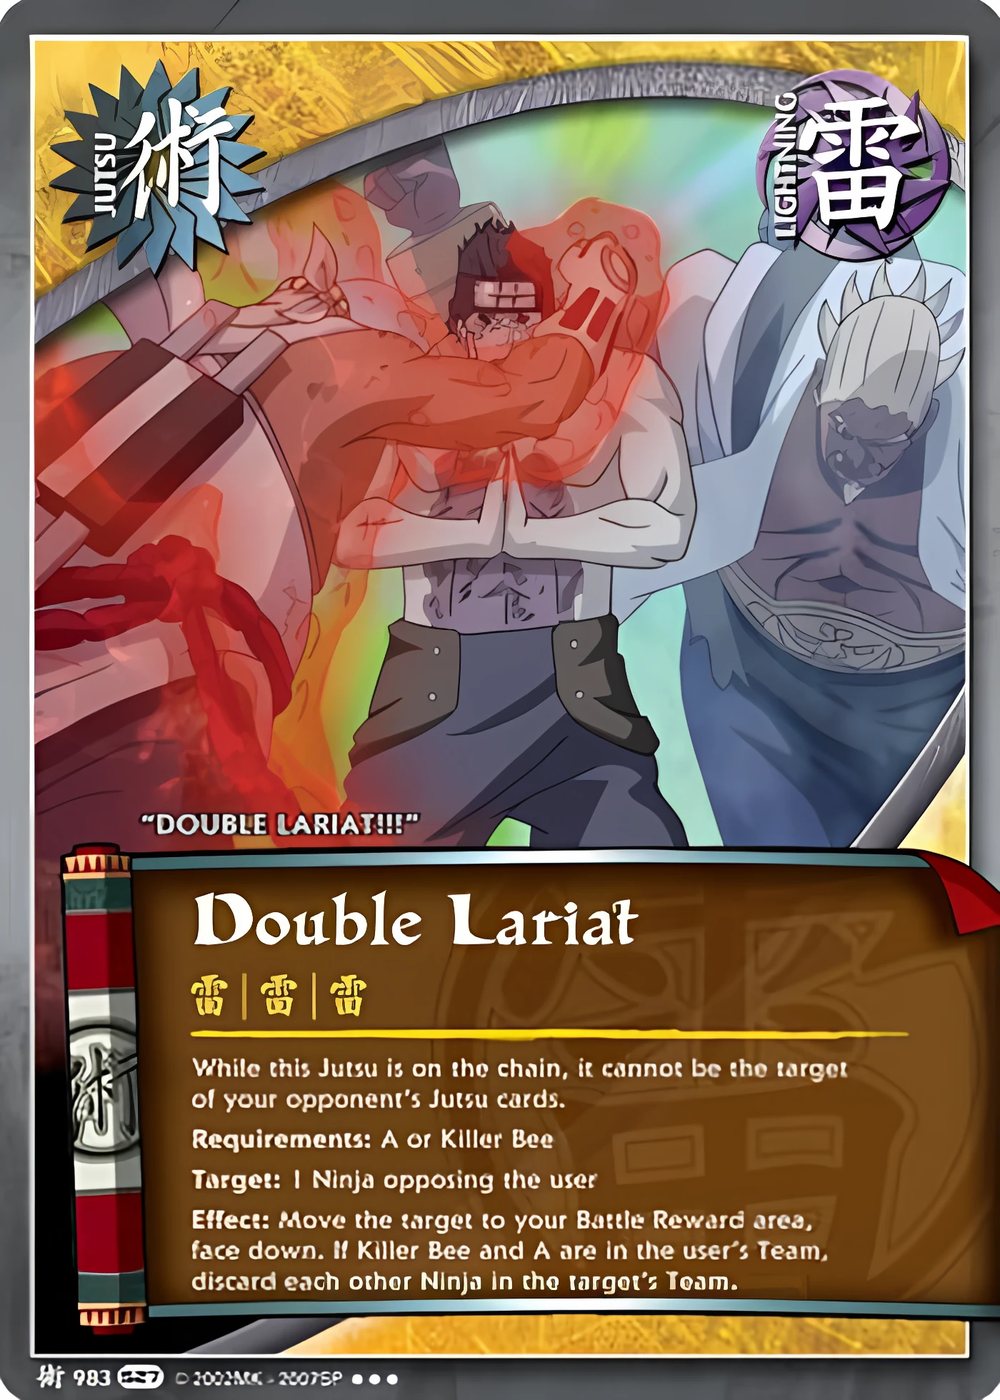 JUTSU 術
LIGHTNING 雷
"DOUBLE LARIAT!!!"
Double Lariat
雷|雷|雷
While this Jutsu is on the chain, it cannot be the target
of your opponent's Jutsu cards.
Requirements: A or Killer Bee
Target: 1 Ninja opposing the user
術
Effect: Move the target to your Battle Reward area,
face down. If Killer Bee and A are in the user's Team,
discard each other Ninja in the target's Team.
術 983